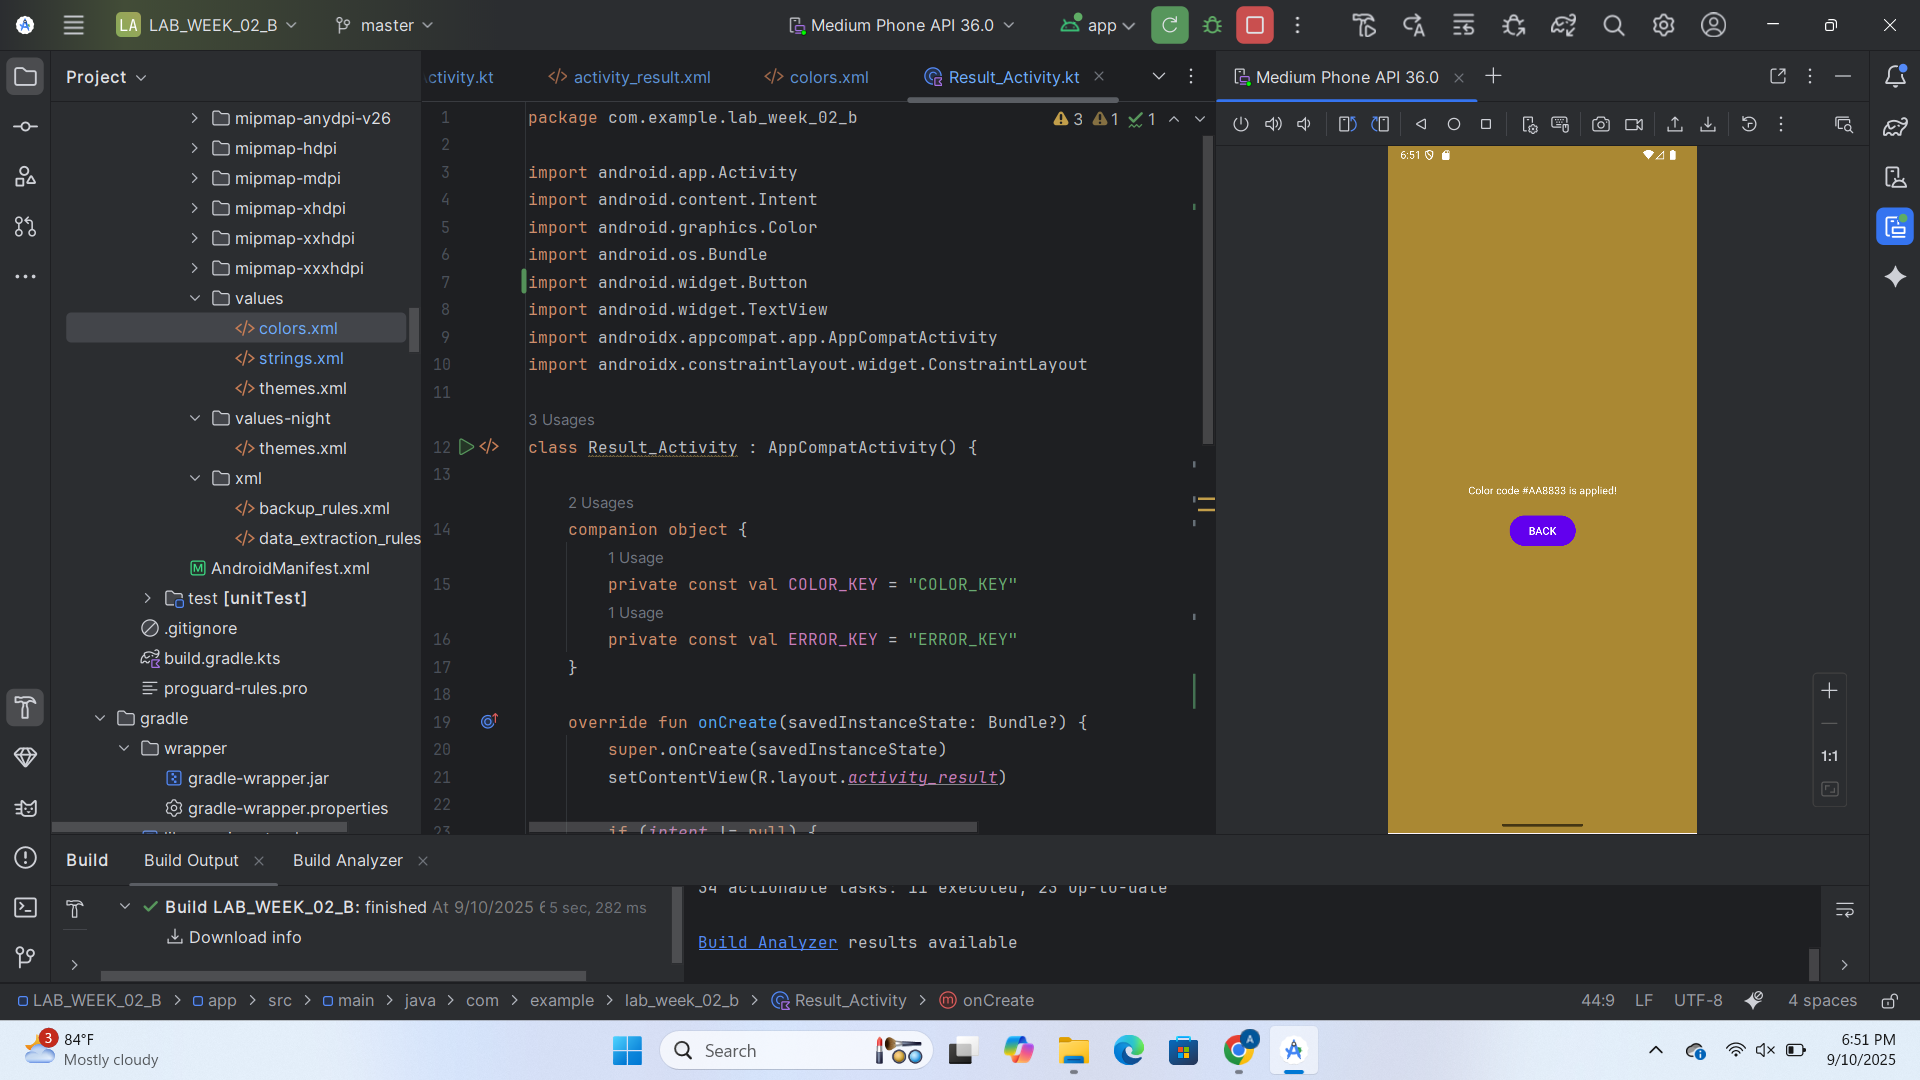 LA LAB_WEEK_02_B master Medium Phone API 36.0 app
Project
ctivity.kt activity_result.xml colors.xml Result_Activity.kt
Medium Phone API 36.0
mipmap-anydpi-v26
mipmap-hdpi
mipmap-mdpi
mipmap-xhdpi
mipmap-xxhdpi
mipmap-xxxhdpi
values
colors.xml
strings.xml
themes.xml
values-night
themes.xml
xml
backup_rules.xml
data_extraction_rules
AndroidManifest.xml
test [unitTest]
.gitignore
build.gradle.kts
proguard-rules.pro
gradle
wrapper
gradle-wrapper.jar
gradle-wrapper.properties
3 1 1
1 package com.example.lab_week_02_b
2
3 import android.app.Activity
4 import android.content.Intent
5 import android.graphics.Color
6 import android.os.Bundle
7 import android.widget.Button
8 import android.widget.TextView
9 import androidx.appcompat.app.AppCompatActivity
10 import androidx.constraintlayout.widget.ConstraintLayout
11
3 Usages
12 class Result_Activity : AppCompatActivity() {
13
2 Usages
14 companion object {
1 Usage
15 private const val COLOR_KEY = "COLOR_KEY"
1 Usage
16 private const val ERROR_KEY = "ERROR_KEY"
17 }
18
19 override fun onCreate(savedInstanceState: Bundle?) {
20 super.onCreate(savedInstanceState)
21 setContentView(R.layout.activity_result)
22
23 if (intent != null) {
6:51
Color code #AA8833 is applied!
BACK
1:1
Build Build Output Build Analyzer
Build LAB_WEEK_02_B: finished At 9/10/2025 6 5 sec, 282 ms
Download info
34 actionable tasks: 11 executed, 23 up-to-date
Build Analyzer results available
LAB_WEEK_02_B > app > src > main > java > com > example > lab_week_02_b > Result_Activity > onCreate
44:9 LF UTF-8 4 spaces
3
84°F
Mostly cloudy
Search
A
6:51 PM
9/10/2025